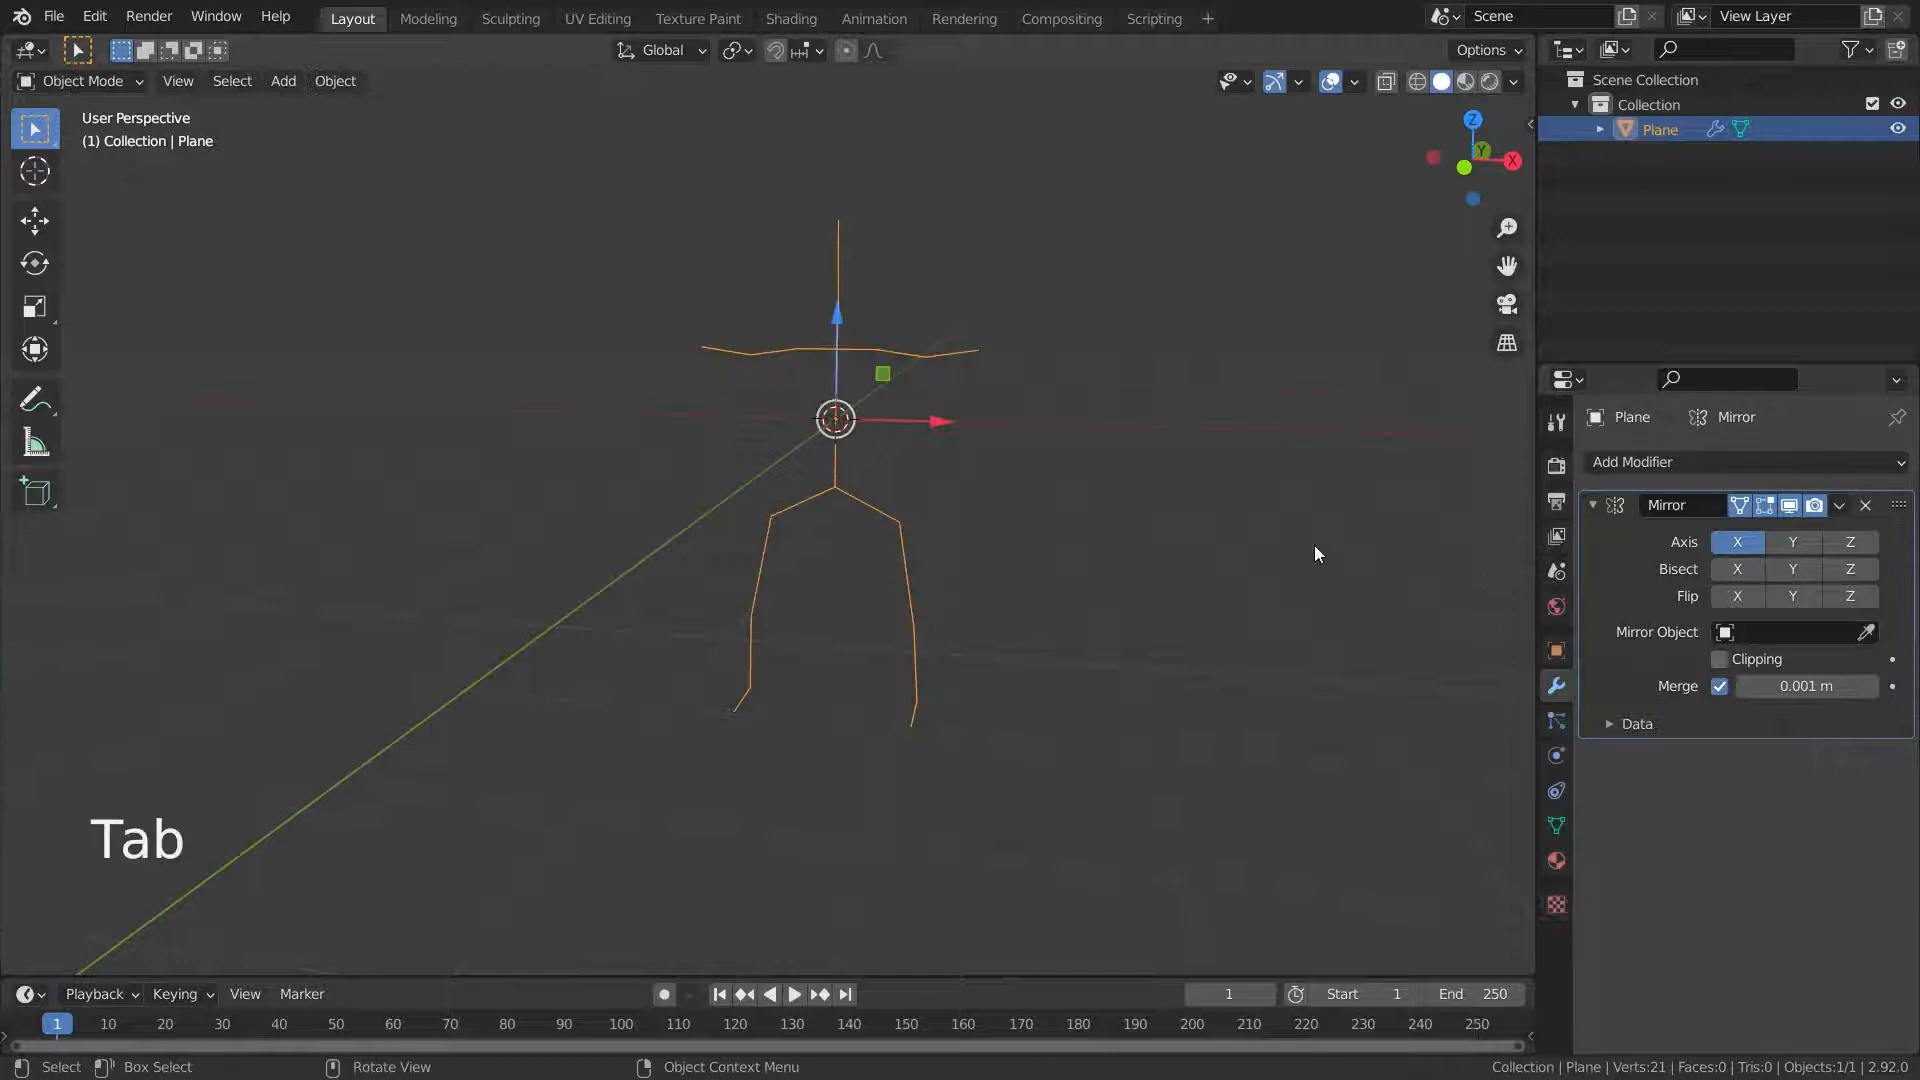 File Edit Render Window Help
Layout Modeling Sculpting UV Editing Texture Paint Shading Animation Rendering Compositing Scripting +
Scene
View Layer
Global
Options
Object Mode View Select Add Object
User Perspective
(1) Collection | Plane
Z
Y
X
Scene Collection
Collection
Plane
Plane Mirror
Add Modifier
Mirror
Axis X Y Z
Bisect X Y Z
Flip X Y Z
Mirror Object
Clipping
Merge 0.001 m
Data
Tab
Playback Keying View Marker
1
Start 1
End 250
1 10 20 30 40 50 60 70 80 90 100 110 120 130 140 150 160 170 180 190 200 210 220 230 240 250
Select Box Select Rotate View Object Context Menu
Collection | Plane | Verts:21 | Faces:0 | Tris:0 | Objects:1/1 | 2.92.0